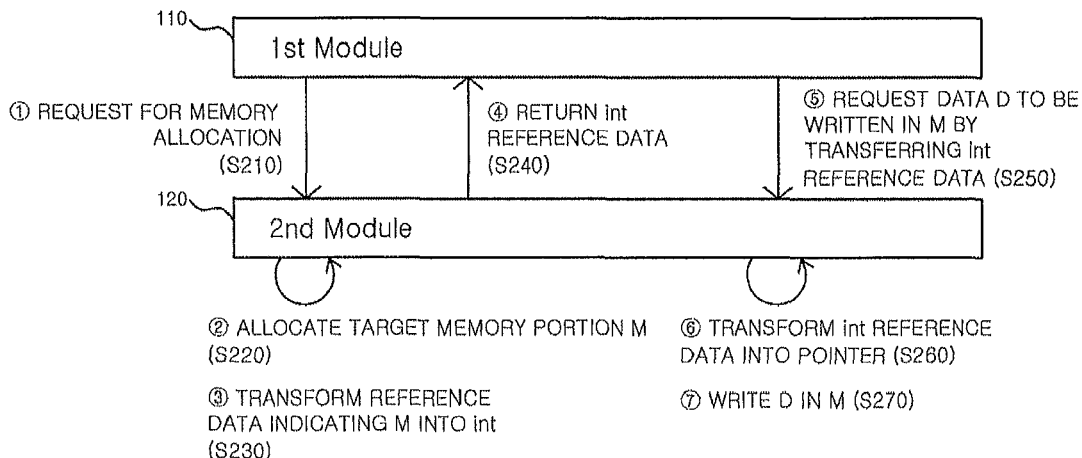 110
1st Module
① REQUEST FOR MEMORY
ALLOCATION
(S210)
④ RETURN int
REFERENCE DATA
(S240)
⑤ REQUEST DATA D TO BE
WRITTEN IN M BY
TRANSFERRING int
REFERENCE DATA (S250)
120
2nd Module
② ALLOCATE TARGET MEMORY PORTION M
(S220)
③ TRANSFORM REFERENCE
DATA INDICATING M INTO int
(S230)
⑥ TRANSFORM int REFERENCE
DATA INTO POINTER (S260)
⑦ WRITE D IN M (S270)